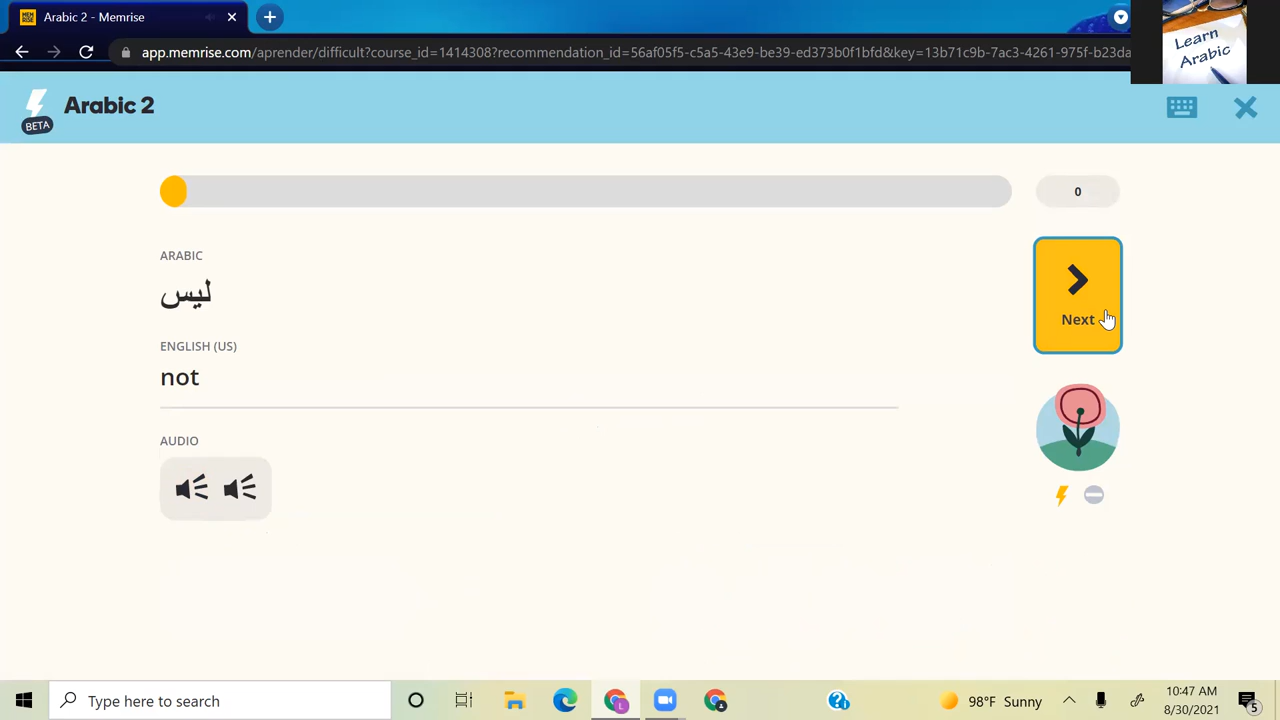 Arabic 2 - Memrise
app.memrise.com/aprender/difficult?course_id=1414308?recommendation_id=56af05f5-c5a5-43e9-be39-ed373b0f1bfd&key=13b71c9b-7ac3-4261-975f-b23da
Learn
Arabic
BETA
Arabic 2
0
ARABIC
ليس
ENGLISH (US)
not
Next
AUDIO
Type here to search
98°F Sunny
10:47 AM
8/30/2021
5